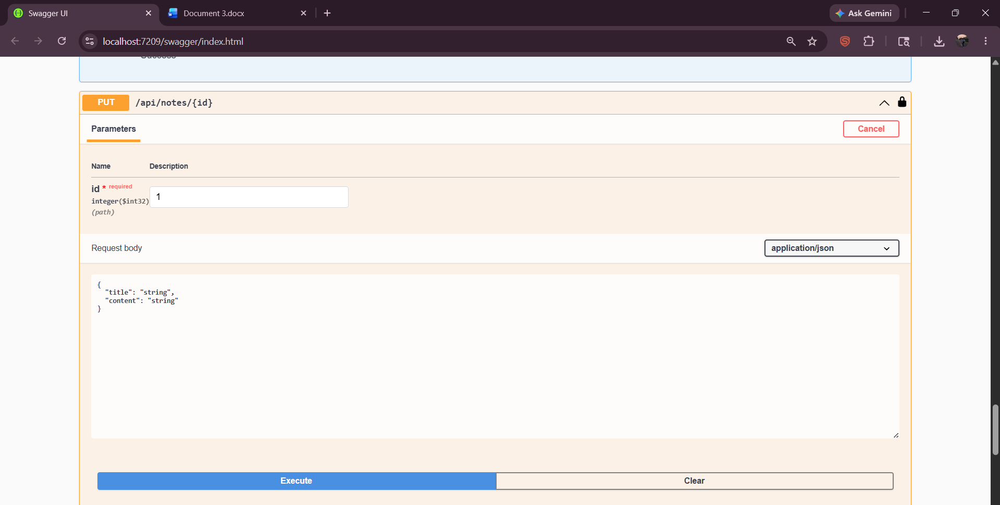 Swagger UI
Document 3.docx
Ask Gemini
localhost:7209/swagger/index.html
Success
PUT /api/notes/{id}
Parameters
Cancel
Name Description
id * required
integer($int32)
(path)
1
Request body
application/json
{
"title": "string",
"content": "string"
}
Execute
Clear